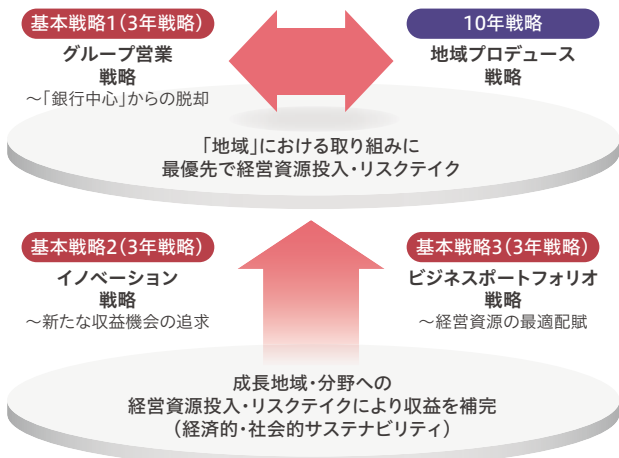 基本戦略1(3年戦略)
グループ営業
戦略
～「銀行中心」からの脱却
10年戦略
地域プロデュース
戦略
「地域」における取り組みに
最優先で経営資源投入・リスクテイク
基本戦略2(3年戦略)
イノベーション
戦略
～新たな収益機会の追求
基本戦略3(3年戦略)
ビジネスポートフォリオ
戦略
～経営資源の最適配賦
成長地域・分野への
経営資源投入・リスクテイクにより収益を補完
(経済的・社会的サステナビリティ)